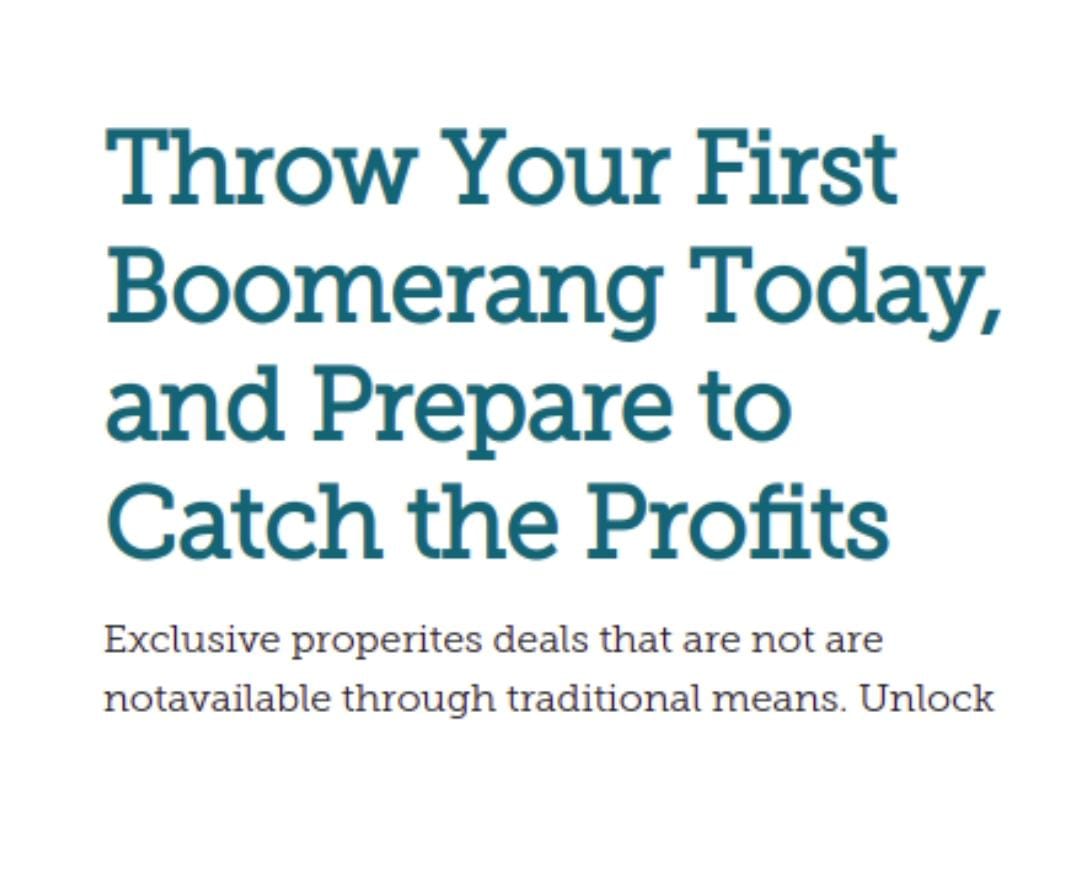 Throw Your First
Boomerang Today,
and Prepare to
Catch the Profits
Exclusive properites deals that are not are
notavailable through traditional means. Unlock